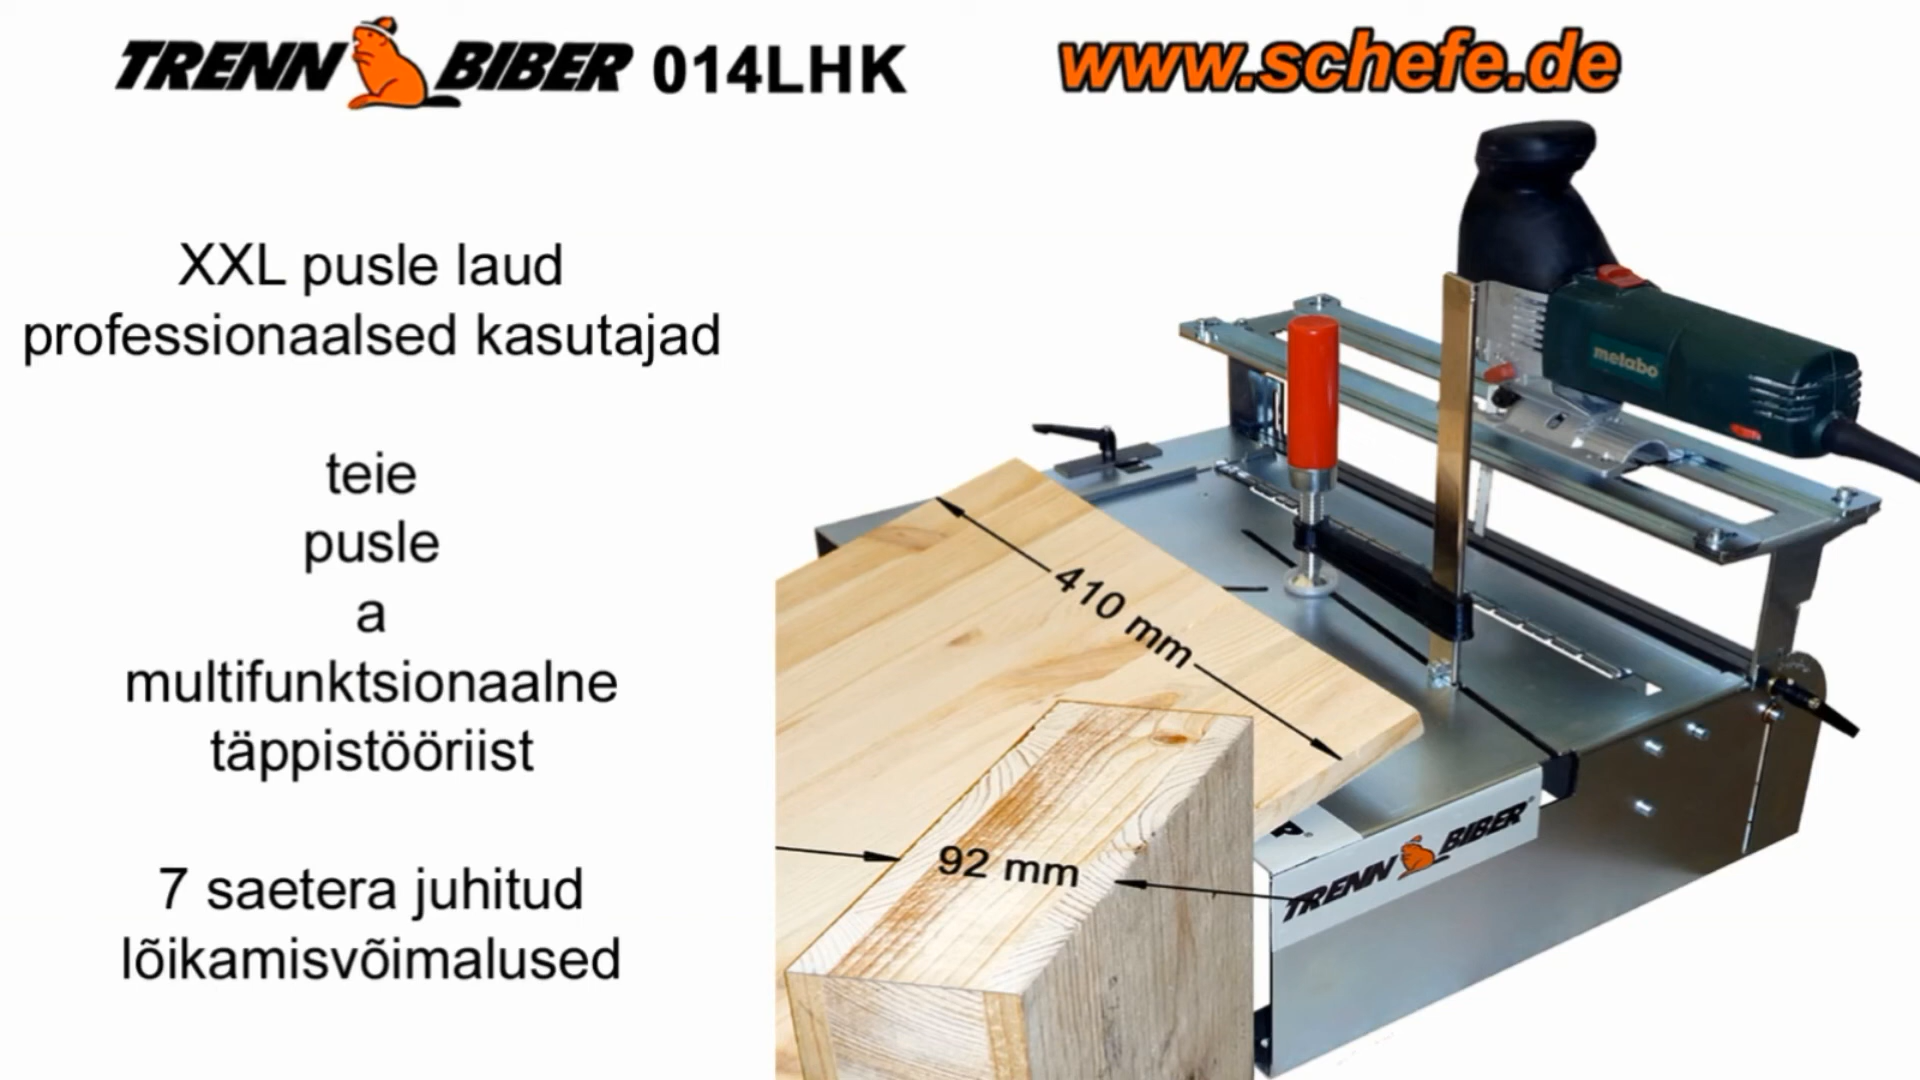 TRENN BIBER 014LHK
www.schefe.de
XXL pusle laud
professionaalsed kasutajad
teie
pusle
a
multifunktsionaalne
täppistööriist
7 saetera juhitud
lõikamisvõimalused
metabo
410 mm
92 mm
TRENN BIBER